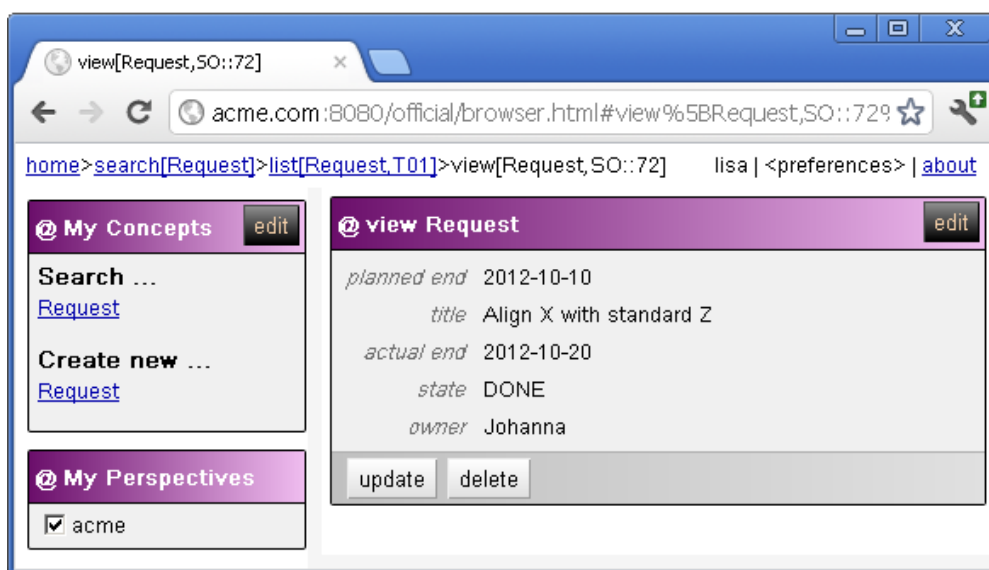 view[Request,SO::72]
acme.com:8080/official/browser.html#view%5BRequest,SO::729
home>search[Request]>list[Request,T01]>view[Request,SO::72] lisa | <preferences> | about
@ My Concepts edit
Search ...
Request
Create new ...
Request
@ My Perspectives
acme
@ view Request edit
planned end 2012-10-10
title Align X with standard Z
actual end 2012-10-20
state DONE
owner Johanna
update delete